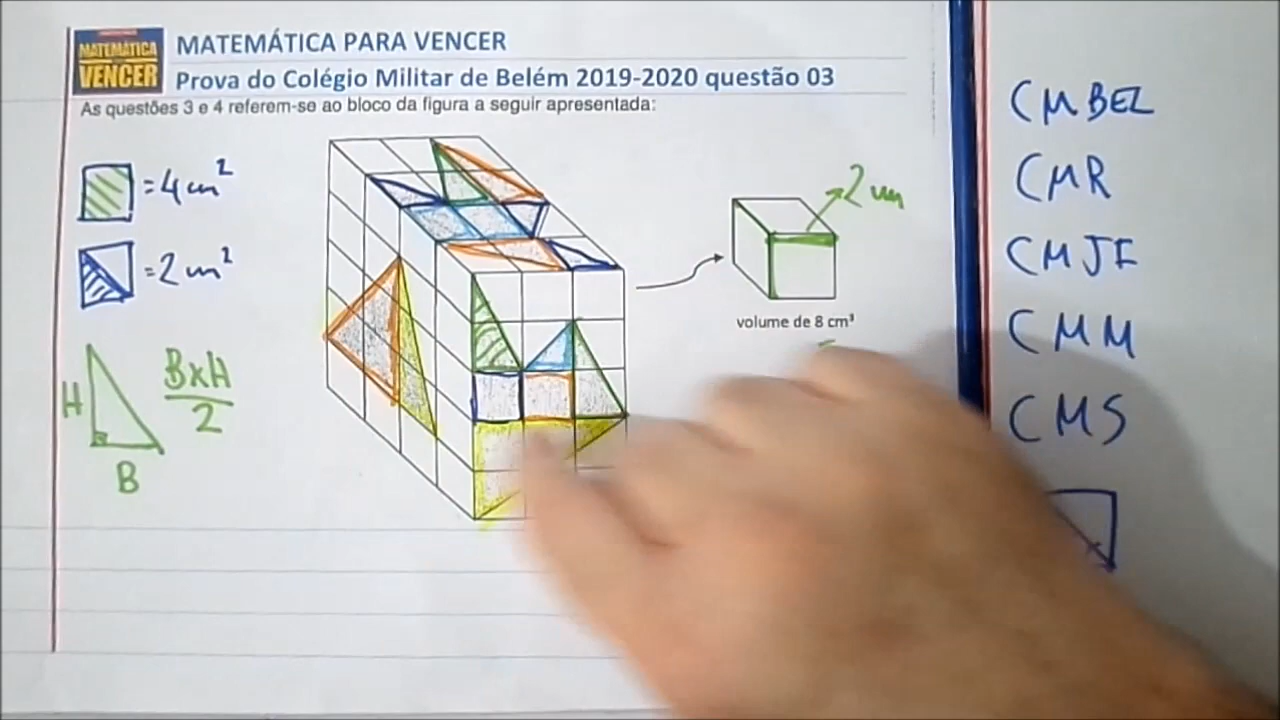 MATEMÁTICA
VENCER
MATEMÁTICA PARA VENCER
Prova do Colégio Militar de Belém 2019-2020 questão 03
As questões 3 e 4 referem-se ao bloco da figura a seguir apresentada:
= 4 cm²
= 2 cm²
H
B
BxH
2
2 cm
volume de 8 cm³
CMBEL
CMR
CMJF
CMM
CMS